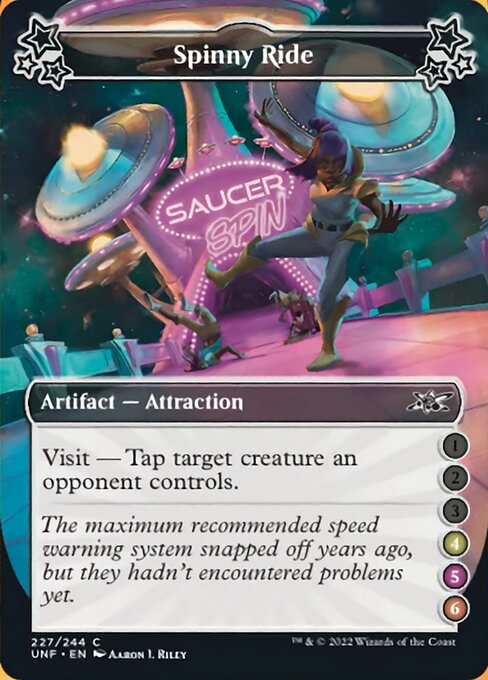 Spinny Ride
SAUCER
SPIN
Artifact — Attraction
Visit — Tap target creature an
opponent controls.
The maximum recommended speed
warning system snapped off years ago,
but they hadn't encountered problems
yet.
1
2
3
4
5
6
227/244 C
UNF • EN Aaron J. Riley
™ & © 2022 Wizards of the Coast